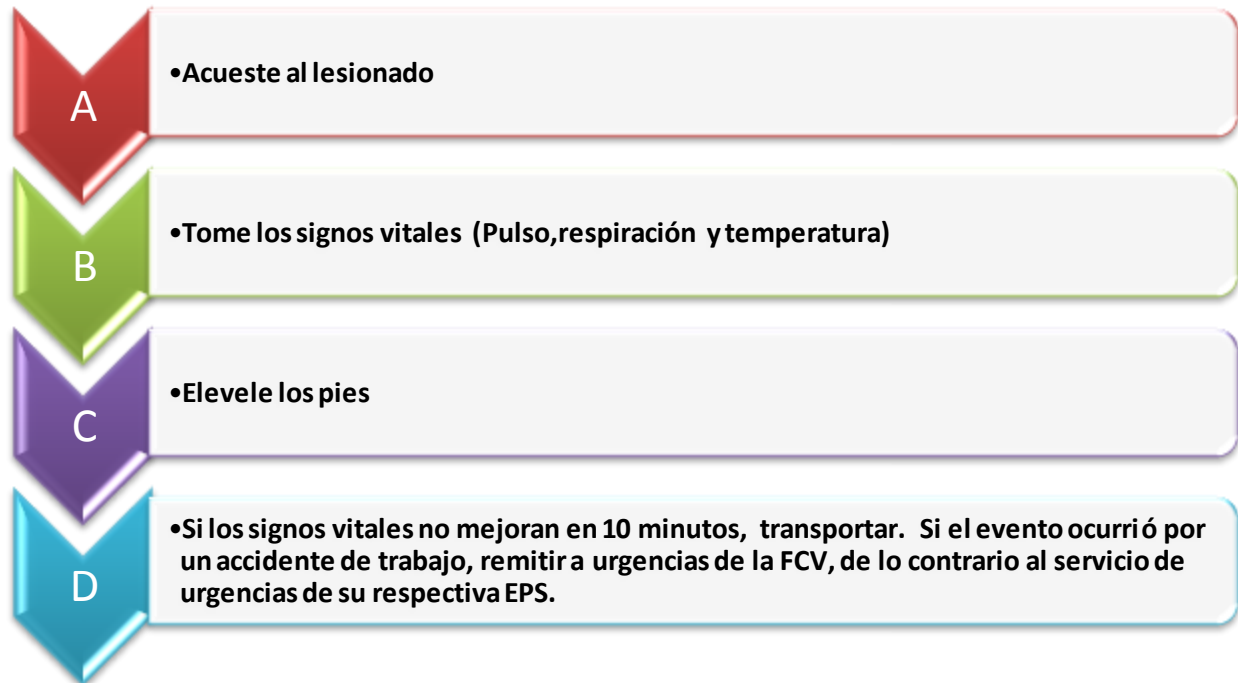 A
•Acueste al lesionado
B
•Tome los signos vitales (Pulso,respiración y temperatura)
C
•Elevele los pies
D
•Si los signos vitales no mejoran en 10 minutos, transportar. Si el evento ocurrió por
un accidente de trabajo, remitir a urgencias de la FCV, de lo contrario al servicio de
urgencias de su respectiva EPS.